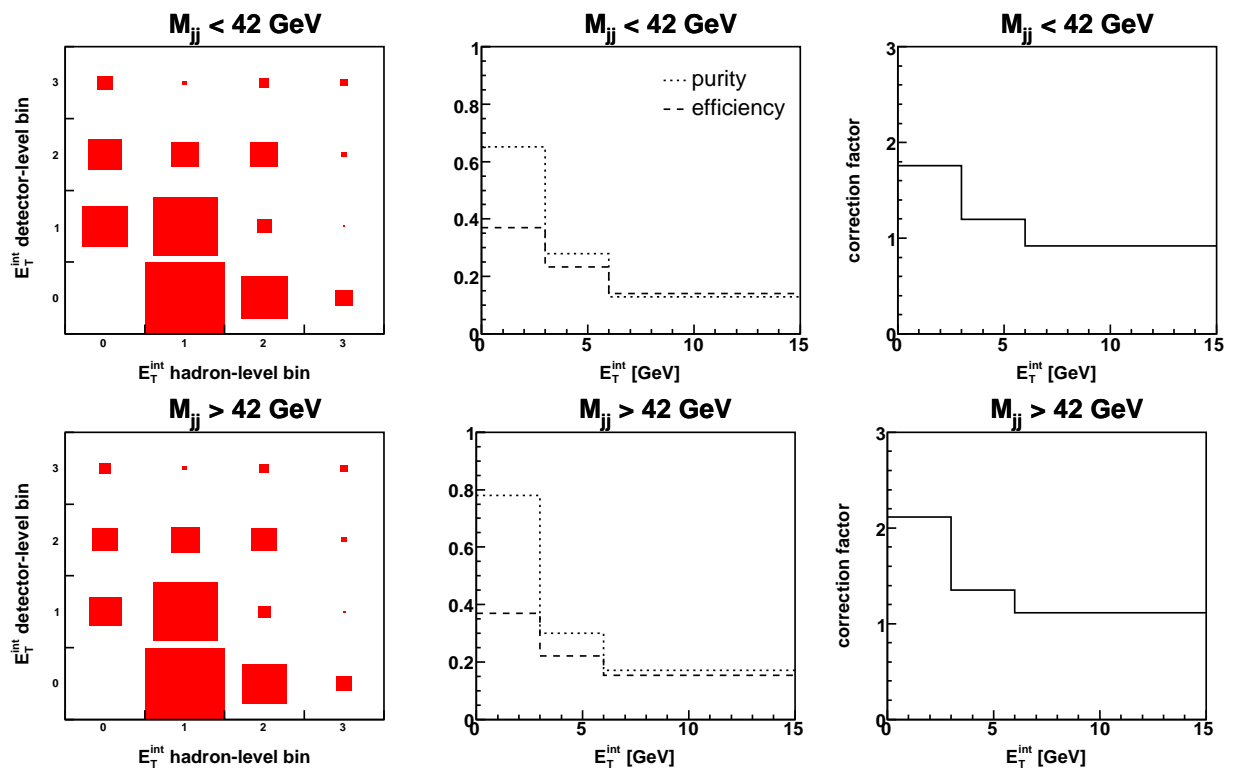 M_jj < 42 GeV
E_T^int detector-level bin
3
2
1
0
0 1 2 3
E_T^int hadron-level bin
M_jj < 42 GeV
purity
efficiency
1
0.8
0.6
0.4
0.2
0
0 5 10 15
E_T^int [GeV]
M_jj < 42 GeV
correction factor
3
2
1
0
0 5 10 15
E_T^int [GeV]
M_jj > 42 GeV
E_T^int detector-level bin
3
2
1
0
0 1 2 3
E_T^int hadron-level bin
M_jj > 42 GeV
1
0.8
0.6
0.4
0.2
0
0 5 10 15
E_T^int [GeV]
M_jj > 42 GeV
correction factor
3
2
1
0
0 5 10 15
E_T^int [GeV]